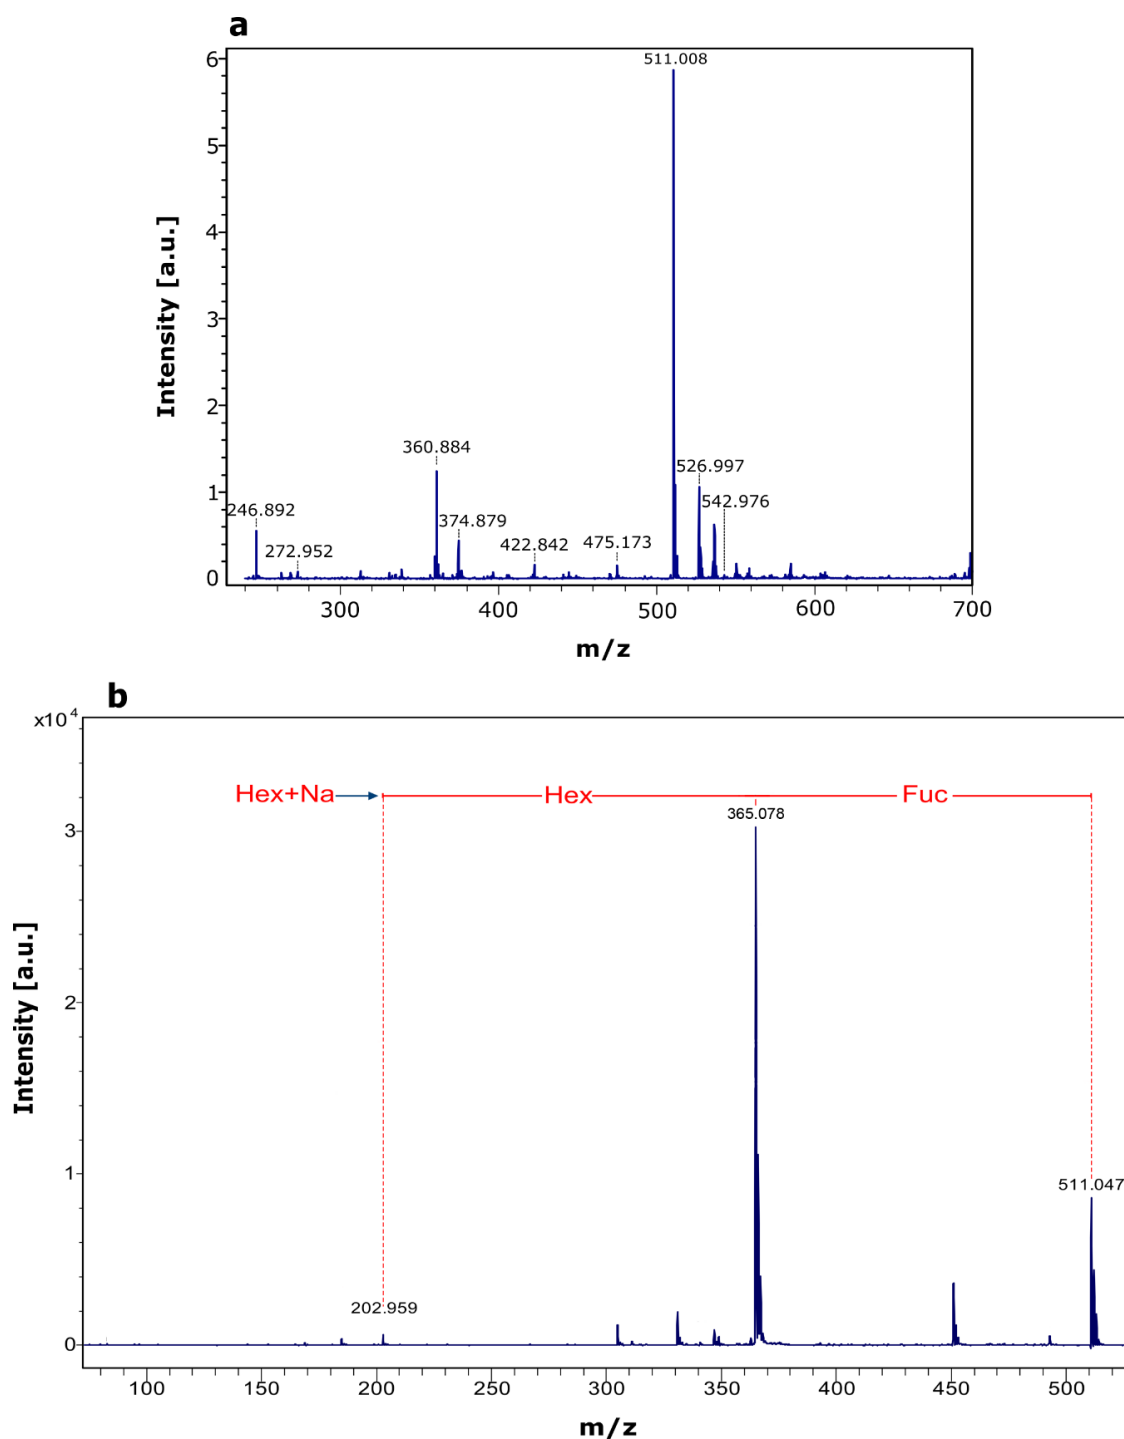 a
6
5
4
3
2
1
0
511.008
360.884
526.997
542.976
246.892
374.879
272.952
422.842
475.173
300 400 500 600 700
Intensity [a.u.]
m/z
b
x10⁴
Hex+Na Hex Fuc
365.078
3
2
1
0
511.047
202.959
100 150 200 250 300 350 400 450 500
Intensity [a.u.]
m/z